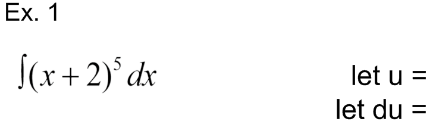 Ex. 1
∫(x + 2)⁵ dx let u =
let du =